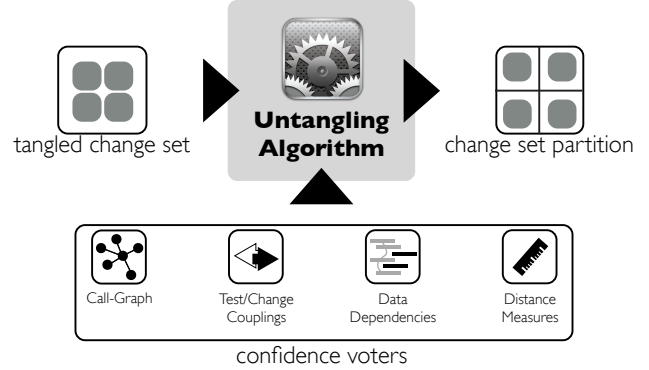 Untangling
Algorithm
tangled change set
change set partition
Call-Graph
Test/Change
Couplings
Data
Dependencies
Distance
Measures
confidence voters